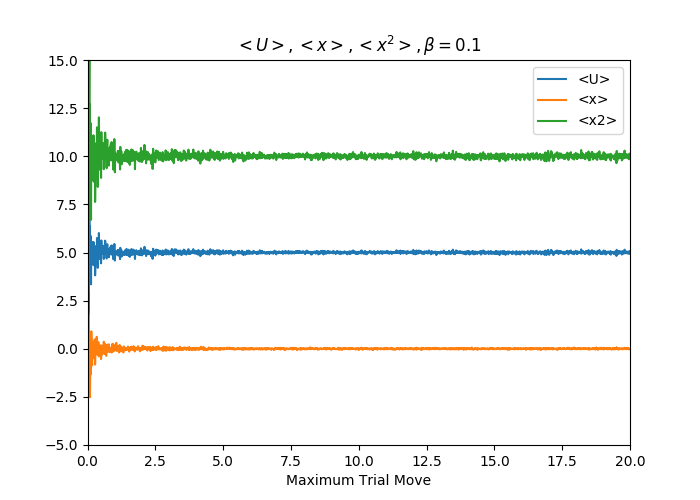 <U>, <x>, <x²>, β = 0.1
15.0
12.5
10.0
7.5
5.0
2.5
0.0
−2.5
−5.0
<U>
<x>
<x2>
0.0 2.5 5.0 7.5 10.0 12.5 15.0 17.5 20.0
Maximum Trial Move